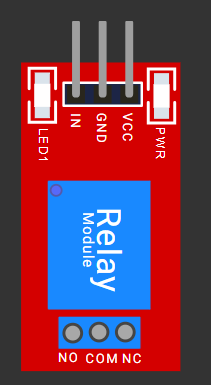 LED1
IN
GND
VCC
PWR
Relay
Module
NO
COM
NC